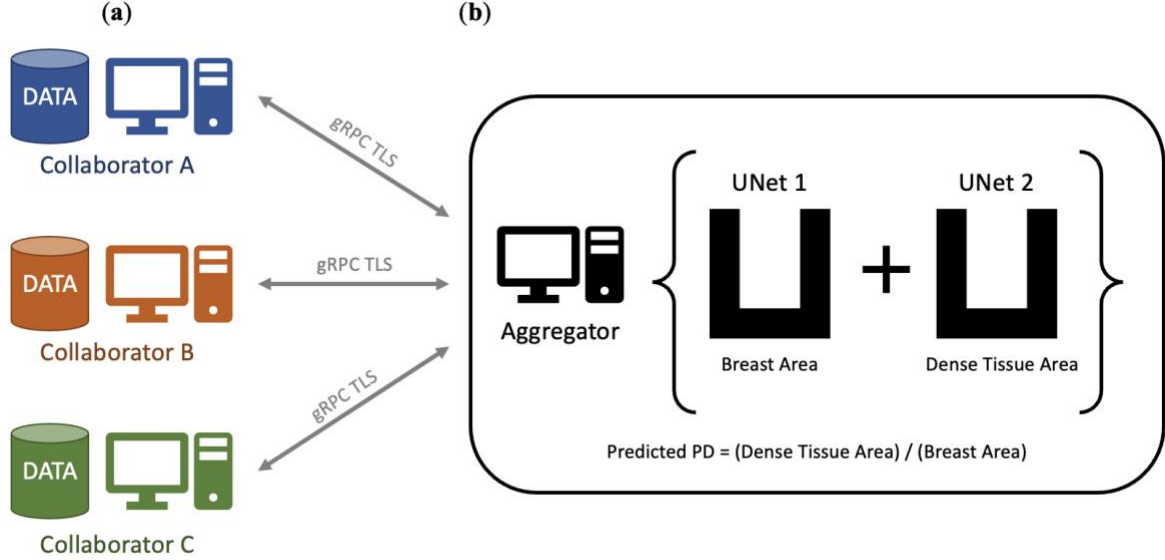 (a)
DATA
Collaborator A
DATA
Collaborator B
DATA
Collaborator C
gRPC TLS
gRPC TLS
gRPC TLS
(b)
Aggregator
UNet 1
Breast Area
UNet 2
Dense Tissue Area
Predicted PD = (Dense Tissue Area) / (Breast Area)